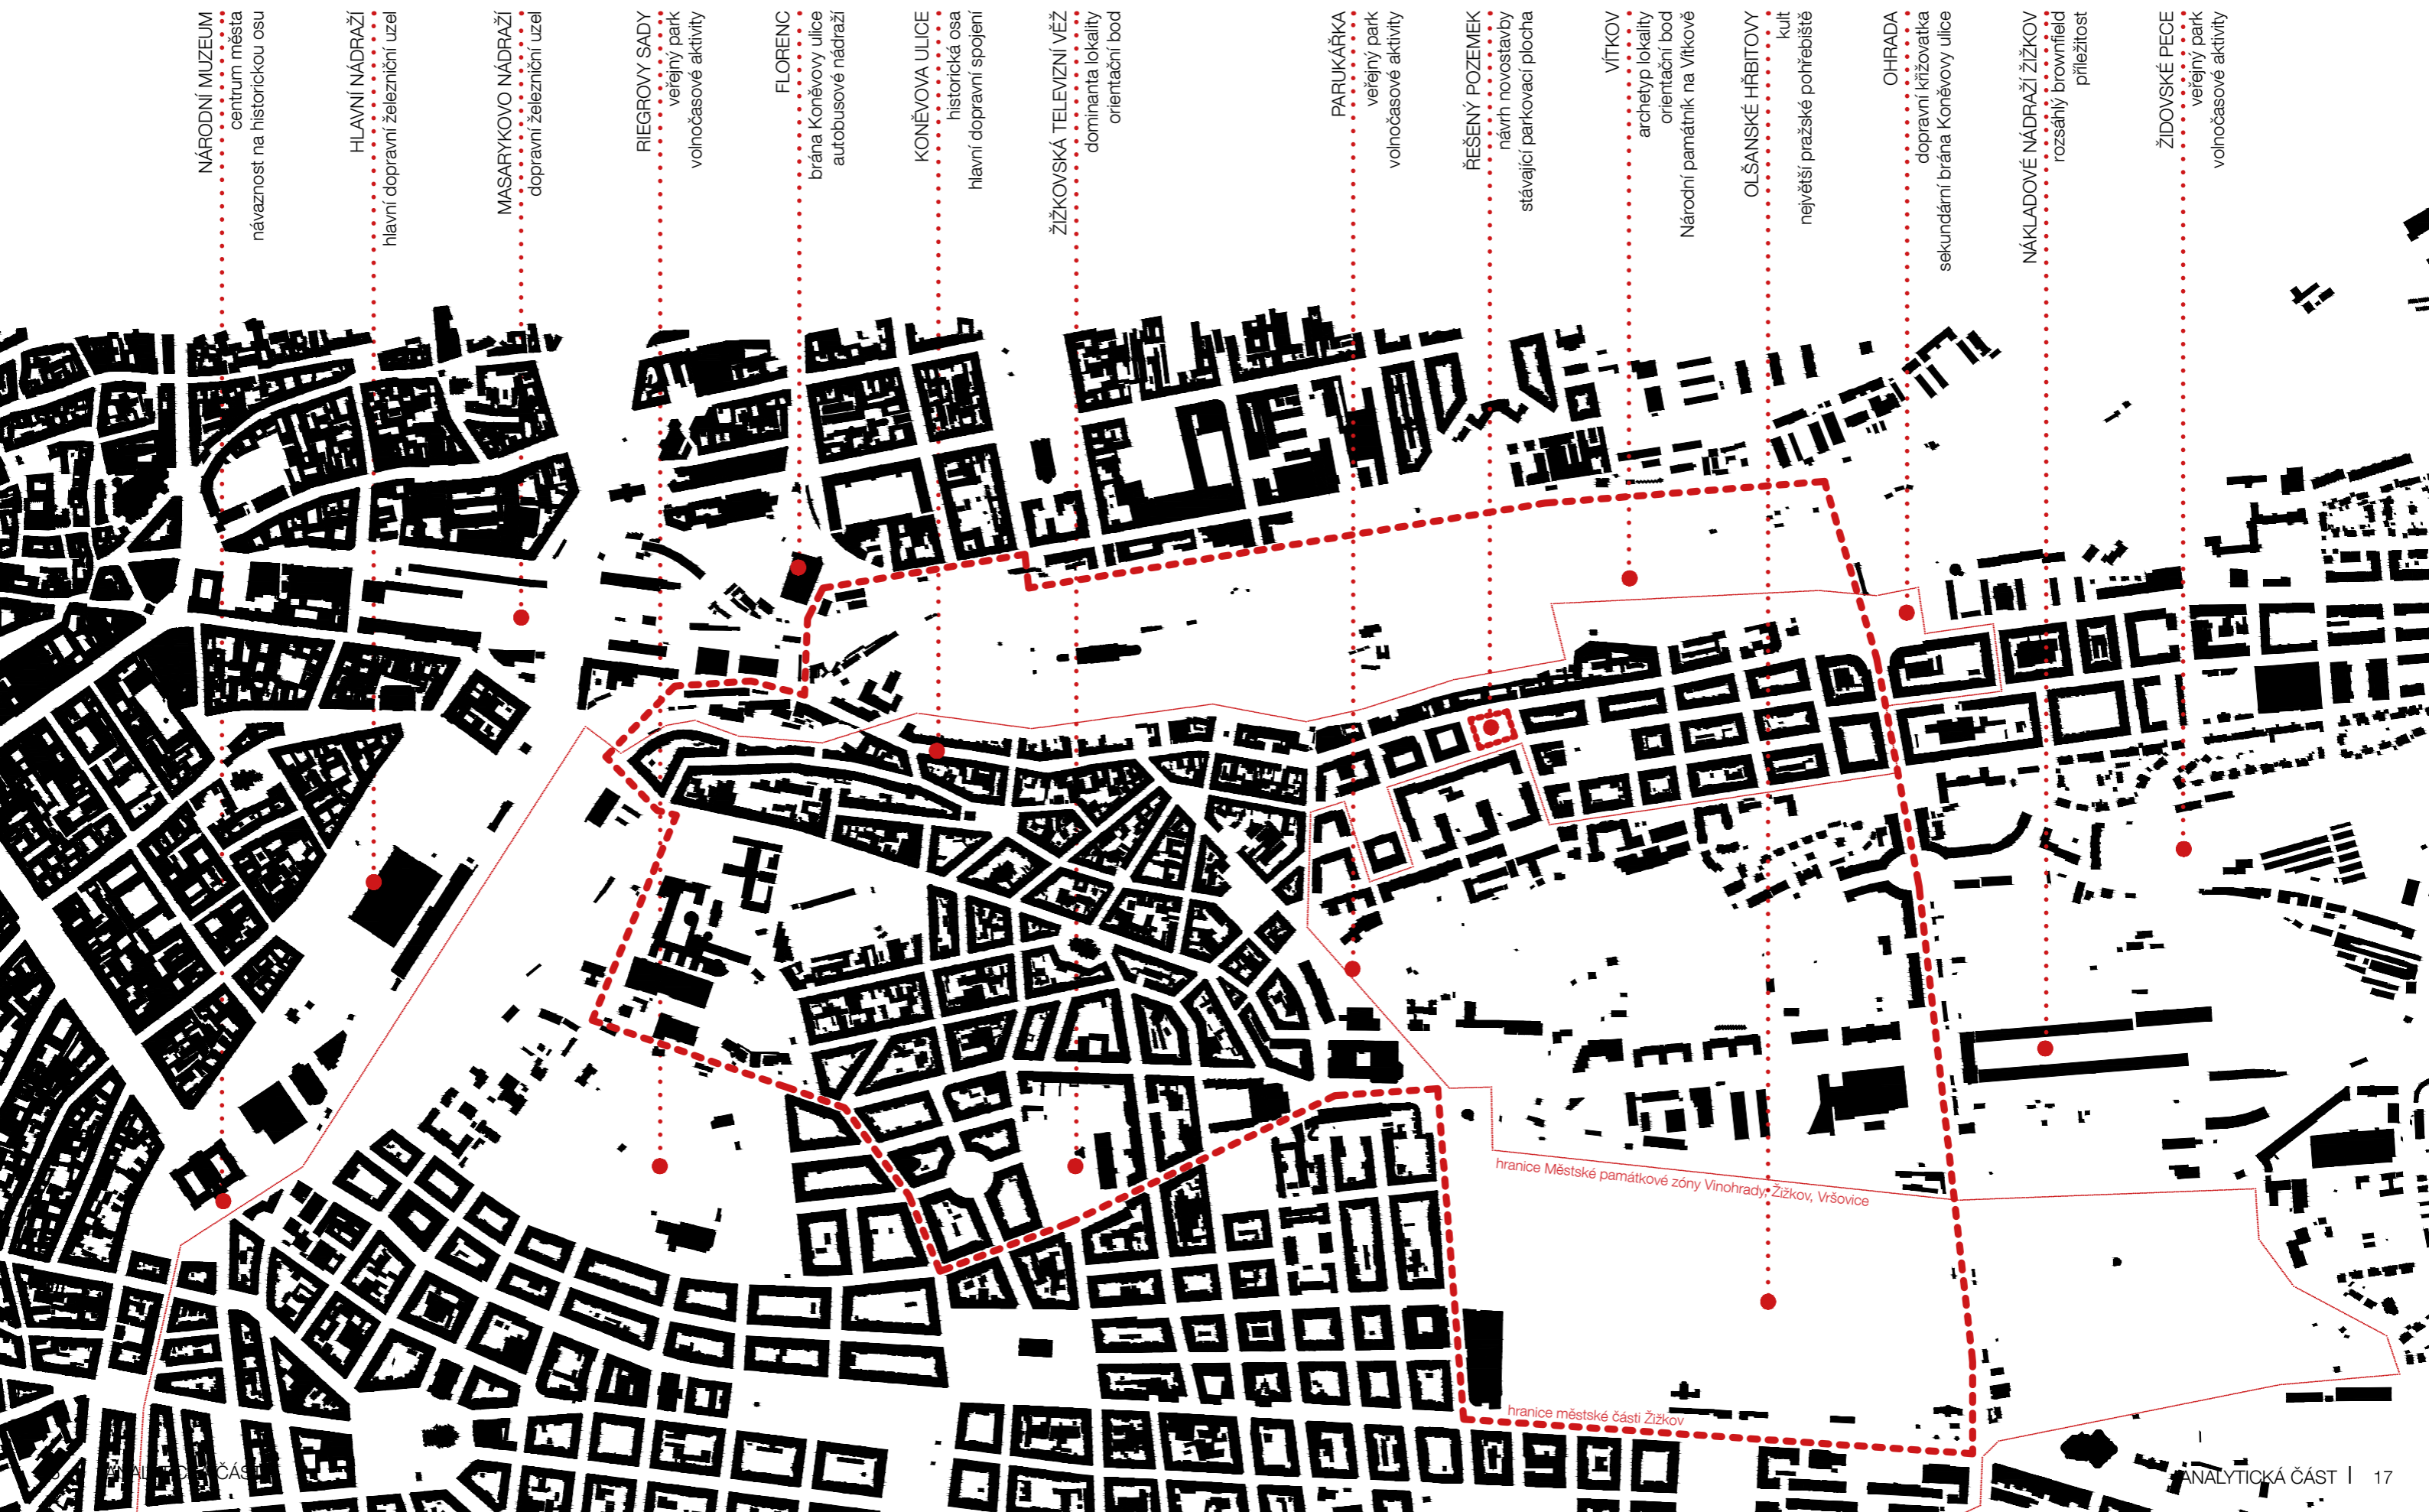 NÁRODNÍ MUZEUM
centrum města
návaznost na historickou osu
HLAVNÍ NÁDRAŽÍ
hlavní dopravní železniční uzel
MASARYKOVO NÁDRAŽÍ
dopravní železniční uzel
RIEGROVY SADY
veřejný park
volnočasové aktivity
FLORENC
brána Koněvovy ulice
autobusové nádraží
KONĚVOVA ULICE
historická osa
hlavní dopravní spojení
ŽIŽKOVSKÁ TELEVIZNÍ VĚŽ
dominanta lokality
orientační bod
PARUKÁŘKA
veřejný park
volnočasové aktivity
ŘEŠENÝ POZEMEK
návrh novostavby
stávající parkovací plocha
VÍTKOV
archetyp lokality
orientační bod
Národní památník na Vítkově
OLŠANSKÉ HŘBITOVY
kult
největší pražské pohřebiště
OHRADA
dopravní křižovatka
sekundární brána Koněvovy ulice
NÁKLADOVÉ NÁDRAŽÍ ŽIŽKOV
rozsáhlý brownfield
příležitost
ŽIDOVSKÉ PECE
veřejný park
volnočasové aktivity
hranice Městské památkové zóny Vinohrady, Žižkov, Vršovice
hranice městské části Žižkov
ANALYTICKÁ ČÁST
ANALYTICKÁ ČÁST | 17